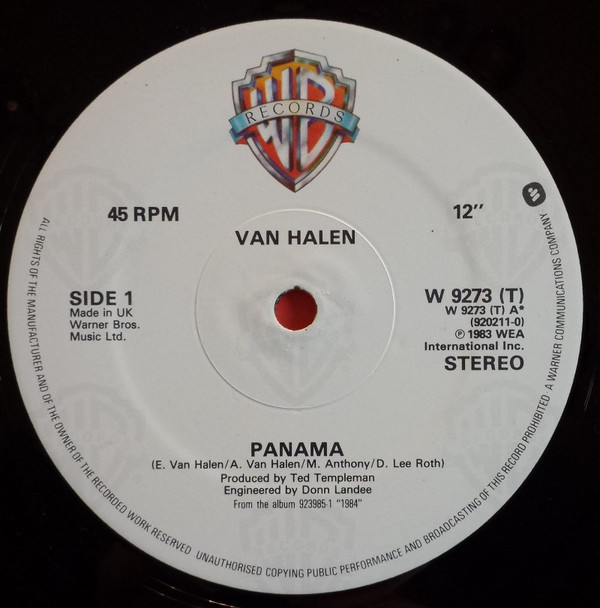 WB
RECORDS
45 RPM
12"
VAN HALEN
SIDE 1
Made in UK
Warner Bros.
Music Ltd.
W 9273 (T)
W 9273 (T) A*
(920211-0)
℗ 1983 WEA
International Inc.
STEREO
PANAMA
(E. Van Halen/A. Van Halen/M. Anthony/D. Lee Roth)
Produced by Ted Templeman
Engineered by Donn Landee
From the album 923985-1 "1984"
ALL RIGHTS OF THE MANUFACTURER AND OF THE OWNER OF THE RECORDED WORK RESERVED UNAUTHORISED COPYING PUBLIC PERFORMANCE AND BROADCASTING OF THIS RECORD PROHIBITED A WARNER COMMUNICATIONS COMPANY